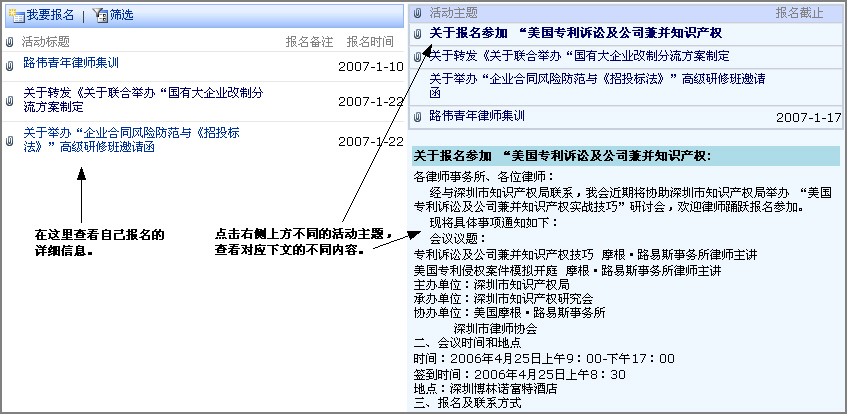 我要报名 | 筛选
活动标题 报名备注 报名时间
路伟青年律师集训 2007-1-10
关于转发《关于联合举办“国有大企业改制分
流方案制定 2007-1-22
关于举办“企业合同风险防范与《招投标
法》”高级研修班邀请函 2007-1-22
在这里查看自己报名的
详细信息。
点击右侧上方不同的活动主题，
查看对应下文的不同内容。
活动主题 报名截止
关于报名参加 “美国专利诉讼及公司兼并知识产权
关于转发《关于联合举办“国有大企业改制分流方案制定
关于举办“企业合同风险防范与《招投标法》”高级研修班邀请
函
路伟青年律师集训 2007-1-17
关于报名参加 “美国专利诉讼及公司兼并知识产权:
各律师事务所、各位律师：
经与深圳市知识产权局联系，我会近期将协助深圳市知识产权局举办 “美国
专利诉讼及公司兼并知识产权实战技巧”研讨会，欢迎律师踊跃报名参加。
现将具体事项通知如下：
会议议题：
专利诉讼及公司兼并知识产权技巧 摩根·路易斯事务所律师主讲
美国专利侵权案件模拟开庭 摩根·路易斯事务所律师主讲
主办单位：深圳市知识产权局
承办单位：深圳市知识产权研究会
协办单位：美国摩根·路易斯事务所
深圳市律师协会
二、会议时间和地点
时间：2006年4月25日上午9：00-下午17：00
签到时间：2006年4月25日上午8：30
地点：深圳博林诺富特酒店
三、报名及联系方式